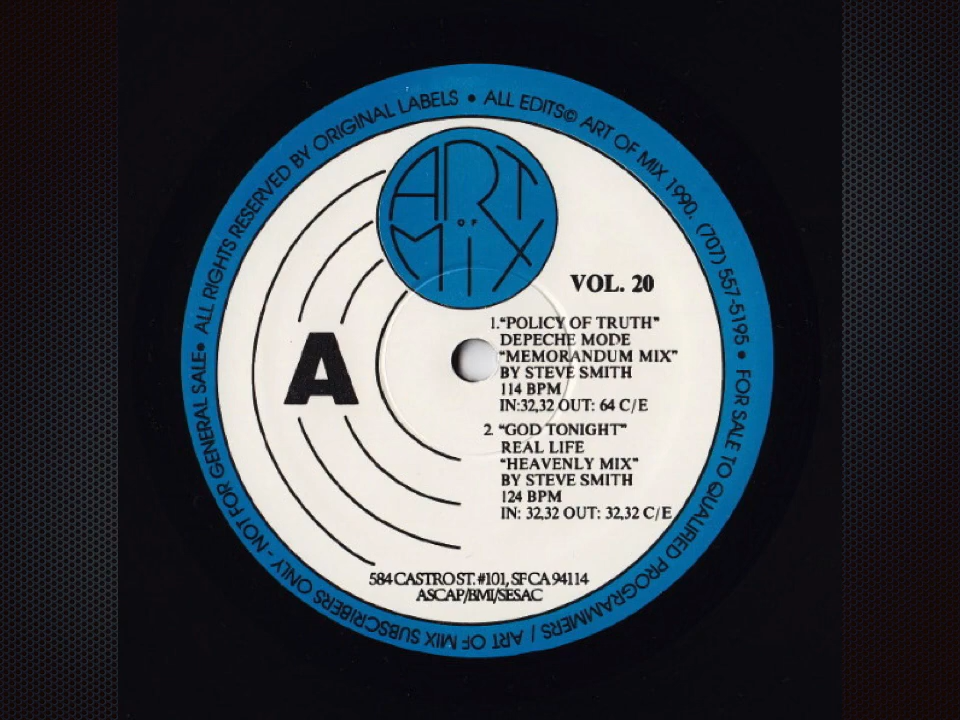 ALL RIGHTS RESERVED BY ORIGINAL LABELS • ALL EDITS© ART OF MIX 1990. (707) 557-5195 • FOR SALE TO QUALIFIED PROGRAMMERS / ART OF MIX SUBSCRIBERS ONLY - NOT FOR GENERAL SALE•
ART
OF
MiX
VOL. 20
1."POLICY OF TRUTH"
DEPECHE MODE
"MEMORANDUM MIX"
BY STEVE SMITH
114 BPM
IN:32,32 OUT: 64 C/E
A
2 "GOD TONIGHT"
REAL LIFE
"HEAVENLY MIX"
BY STEVE SMITH
124 BPM
IN: 32,32 OUT: 32,32 C/E
584 CASTRO ST. #101, SF CA 94114
ASCAP/BMI/SESAC